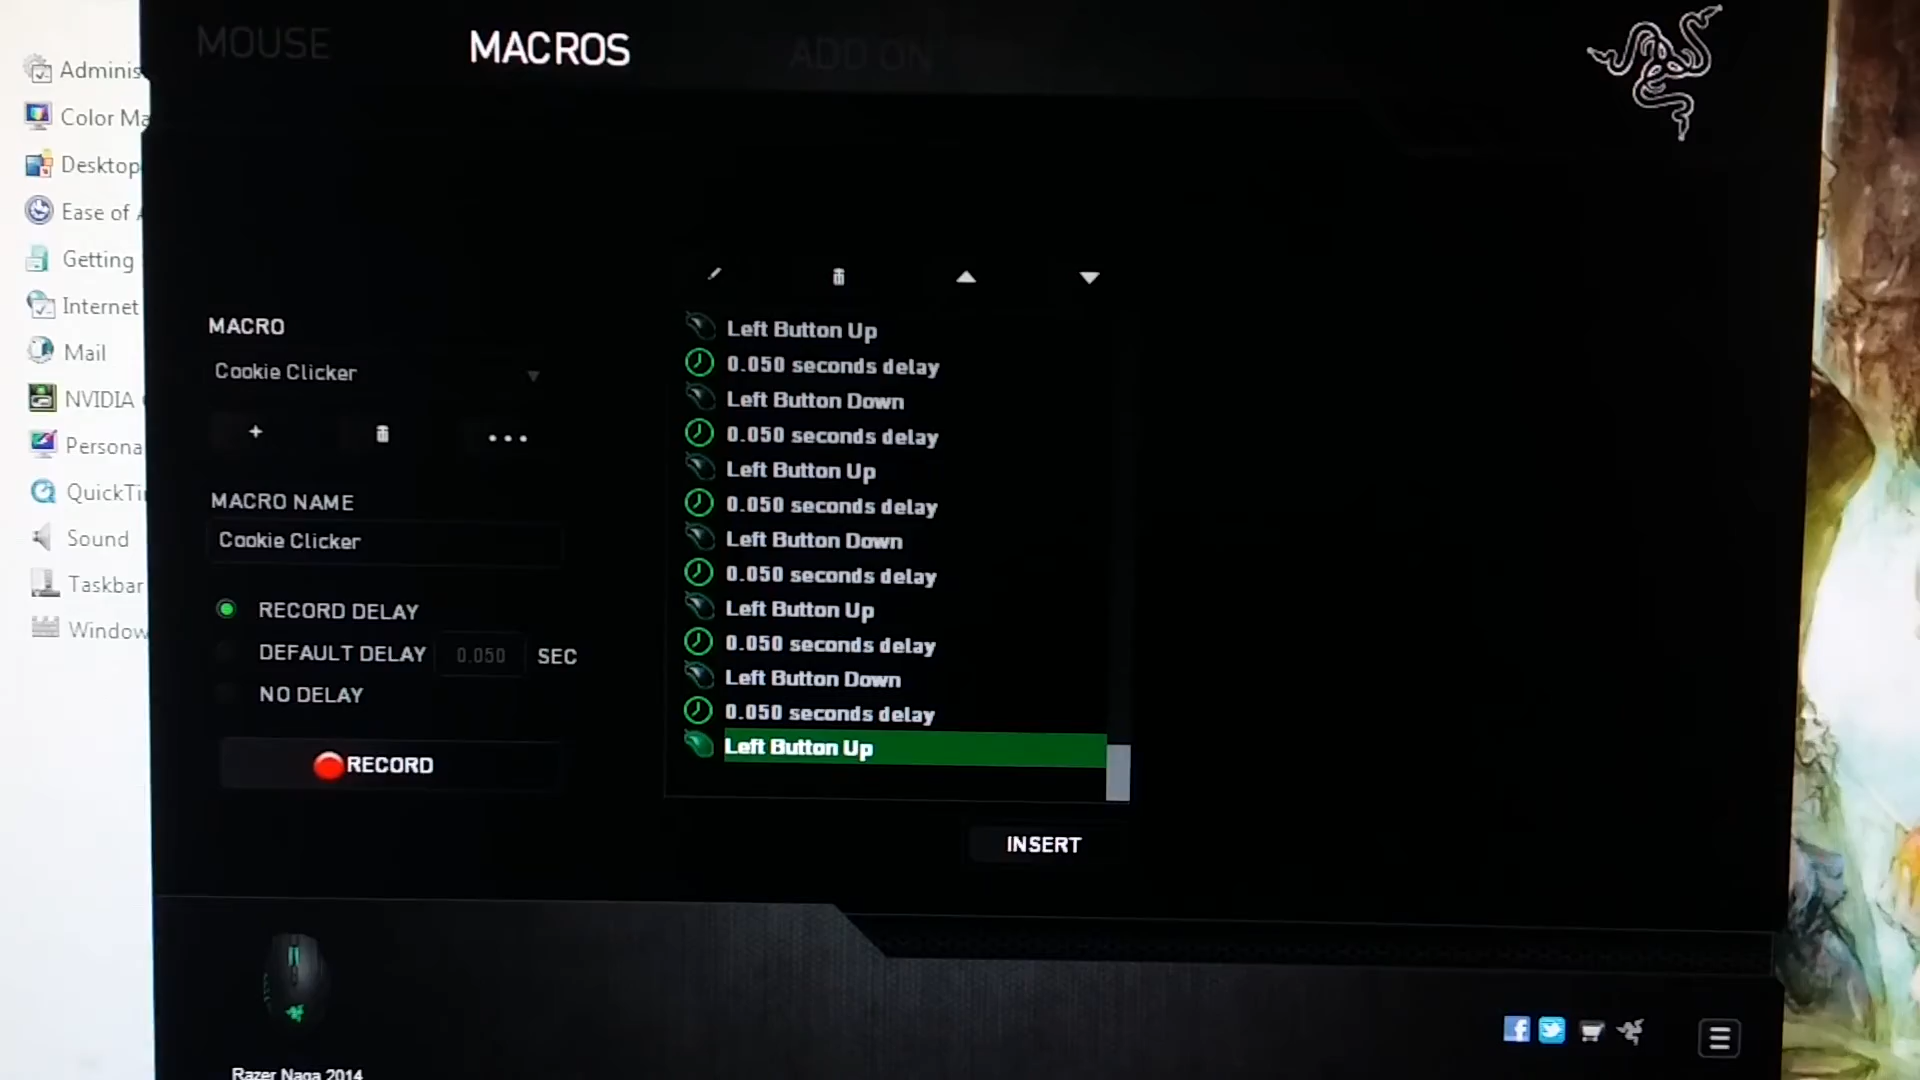 MOUSE
MACROS
ADD ON
Adminis
Color Ma
Desktop
Ease of A
Getting
Internet
Mail
NVIDIA
Persona
QuickTi
Sound
Taskbar
Window
MACRO
Cookie Clicker
+
...
MACRO NAME
Cookie Clicker
RECORD DELAY
DEFAULT DELAY 0.050 SEC
NO DELAY
RECORD
Left Button Up
0.050 seconds delay
Left Button Down
0.050 seconds delay
Left Button Up
0.050 seconds delay
Left Button Down
0.050 seconds delay
Left Button Up
0.050 seconds delay
Left Button Down
0.050 seconds delay
Left Button Up
INSERT
Razer Naga 2014